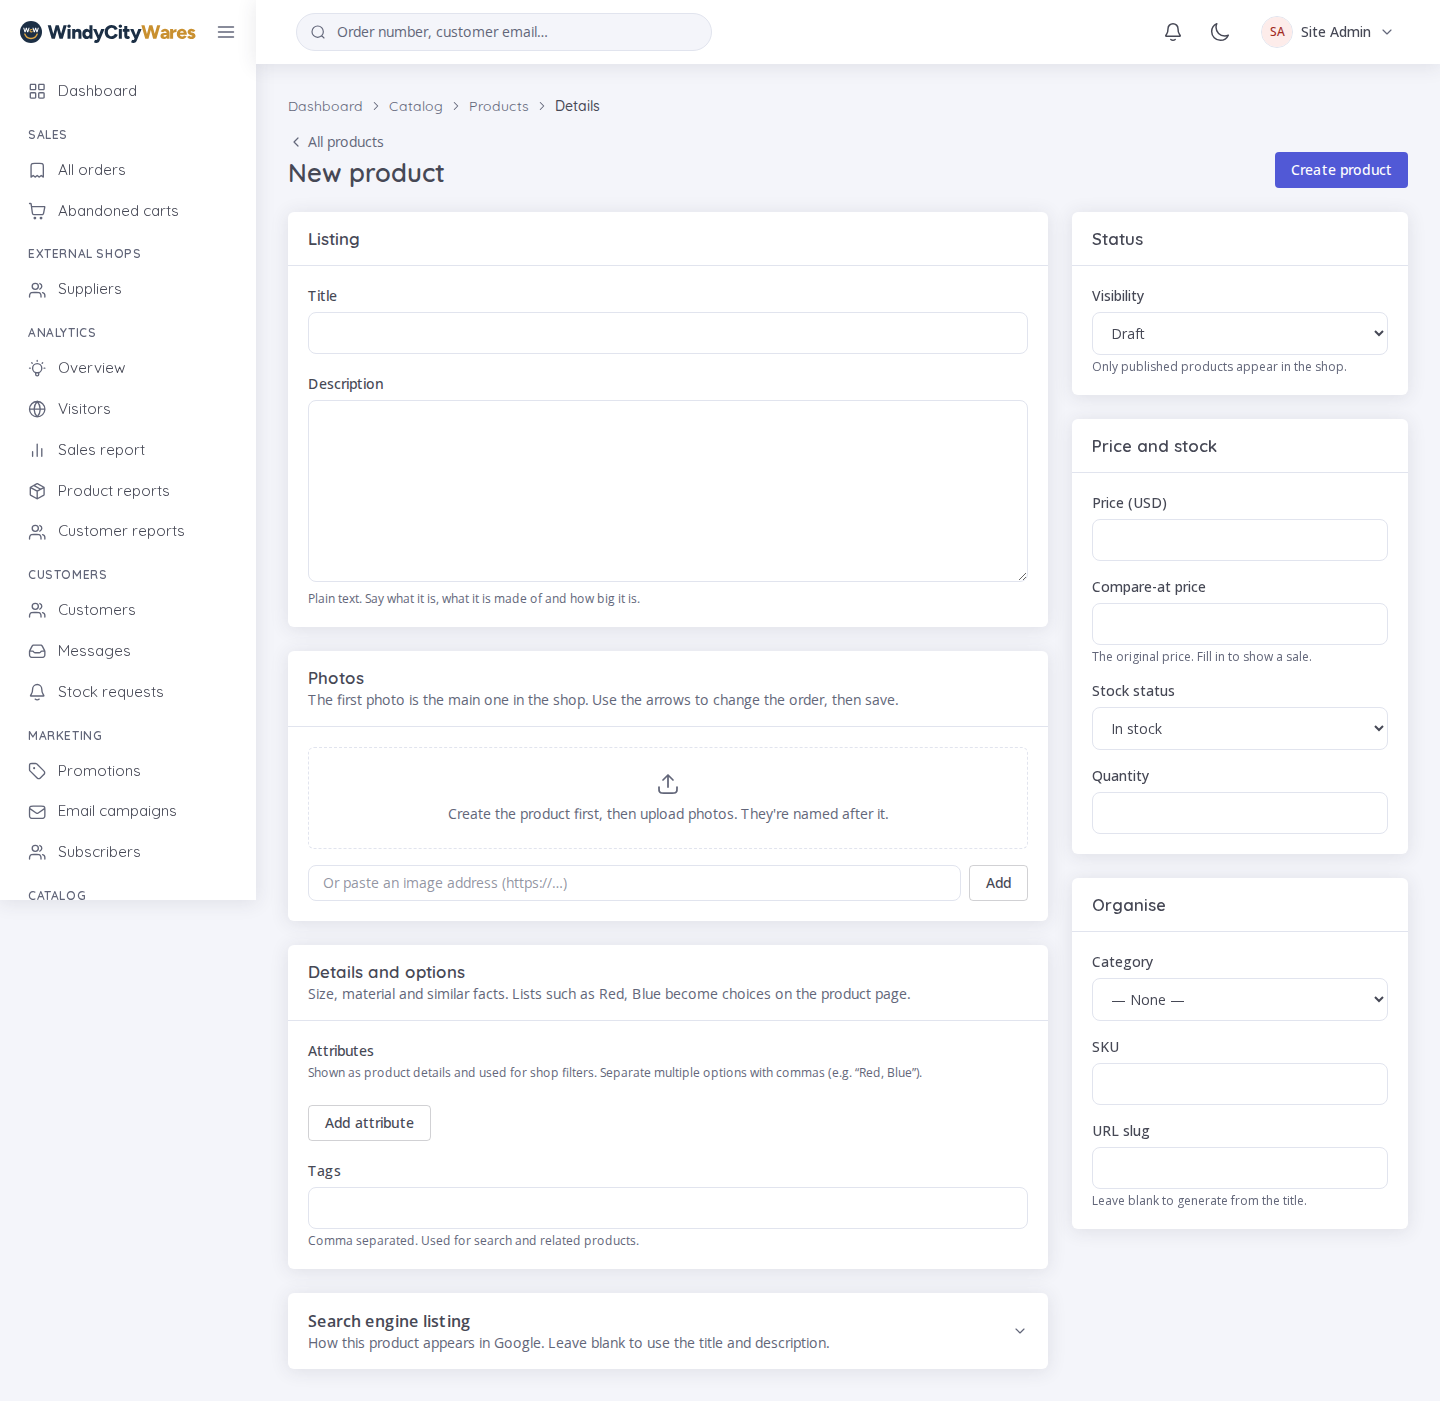 WindyCityWares
Order number, customer email...
SA
Site Admin
Dashboard
SALES
All orders
Abandoned carts
EXTERNAL SHOPS
Suppliers
ANALYTICS
Overview
Visitors
Sales report
Product reports
Customer reports
CUSTOMERS
Customers
Messages
Stock requests
MARKETING
Promotions
Email campaigns
Subscribers
CATALOG
Dashboard > Catalog > Products > Details
All products
New product
Create product
Listing
Title
Description
Plain text. Say what it is, what it is made of and how big it is.
Photos
The first photo is the main one in the shop. Use the arrows to change the order, then save.
Create the product first, then upload photos. They're named after it.
Or paste an image address (https://...)
Add
Details and options
Size, material and similar facts. Lists such as Red, Blue become choices on the product page.
Attributes
Shown as product details and used for shop filters. Separate multiple options with commas (e.g. “Red, Blue”).
Add attribute
Tags
Comma separated. Used for search and related products.
Search engine listing
How this product appears in Google. Leave blank to use the title and description.
Status
Visibility
Draft
Only published products appear in the shop.
Price and stock
Price (USD)
Compare-at price
The original price. Fill in to show a sale.
Stock status
In stock
Quantity
Organise
Category
— None —
SKU
URL slug
Leave blank to generate from the title.